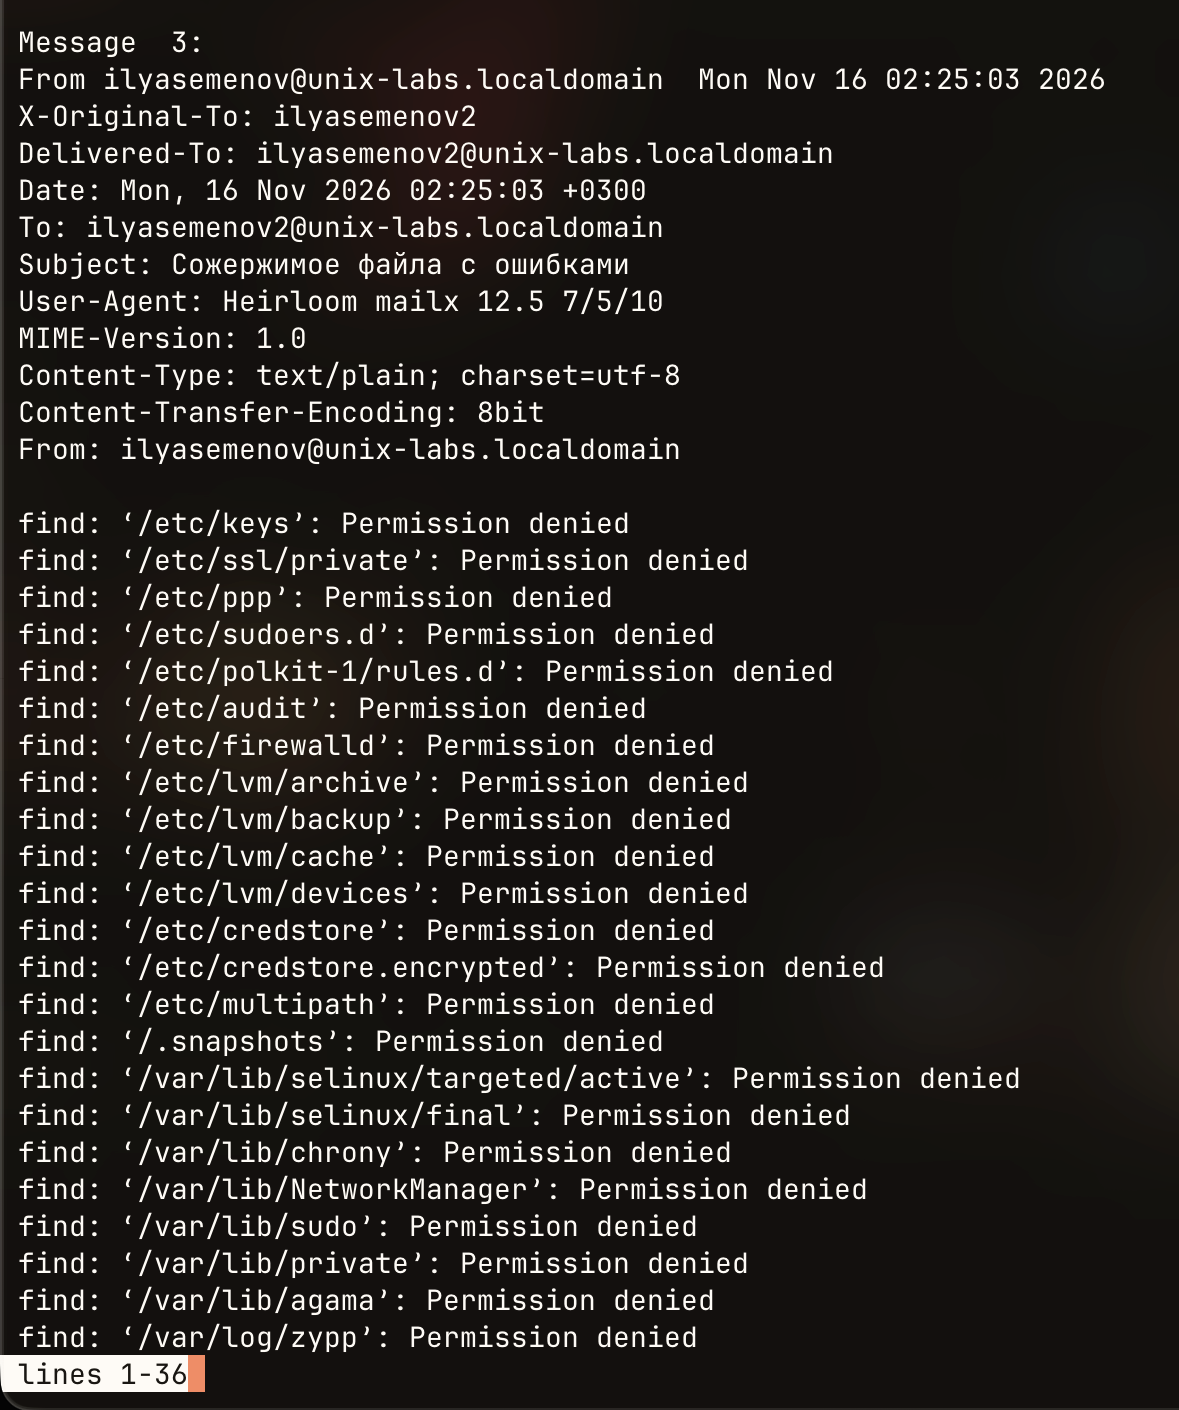 Message  3:
From ilyasemenov@unix-labs.localdomain  Mon Nov 16 02:25:03 2026
X-Original-To: ilyasemenov2
Delivered-To: ilyasemenov2@unix-labs.localdomain
Date: Mon, 16 Nov 2026 02:25:03 +0300
To: ilyasemenov2@unix-labs.localdomain
Subject: Сожержимое файла с ошибками
User-Agent: Heirloom mailx 12.5 7/5/10
MIME-Version: 1.0
Content-Type: text/plain; charset=utf-8
Content-Transfer-Encoding: 8bit
From: ilyasemenov@unix-labs.localdomain

find: ‘/etc/keys’: Permission denied
find: ‘/etc/ssl/private’: Permission denied
find: ‘/etc/ppp’: Permission denied
find: ‘/etc/sudoers.d’: Permission denied
find: ‘/etc/polkit-1/rules.d’: Permission denied
find: ‘/etc/audit’: Permission denied
find: ‘/etc/firewalld’: Permission denied
find: ‘/etc/lvm/archive’: Permission denied
find: ‘/etc/lvm/backup’: Permission denied
find: ‘/etc/lvm/cache’: Permission denied
find: ‘/etc/lvm/devices’: Permission denied
find: ‘/etc/credstore’: Permission denied
find: ‘/etc/credstore.encrypted’: Permission denied
find: ‘/etc/multipath’: Permission denied
find: ‘/.snapshots’: Permission denied
find: ‘/var/lib/selinux/targeted/active’: Permission denied
find: ‘/var/lib/selinux/final’: Permission denied
find: ‘/var/lib/chrony’: Permission denied
find: ‘/var/lib/NetworkManager’: Permission denied
find: ‘/var/lib/sudo’: Permission denied
find: ‘/var/lib/private’: Permission denied
find: ‘/var/lib/agama’: Permission denied
find: ‘/var/log/zypp’: Permission denied
lines 1-36